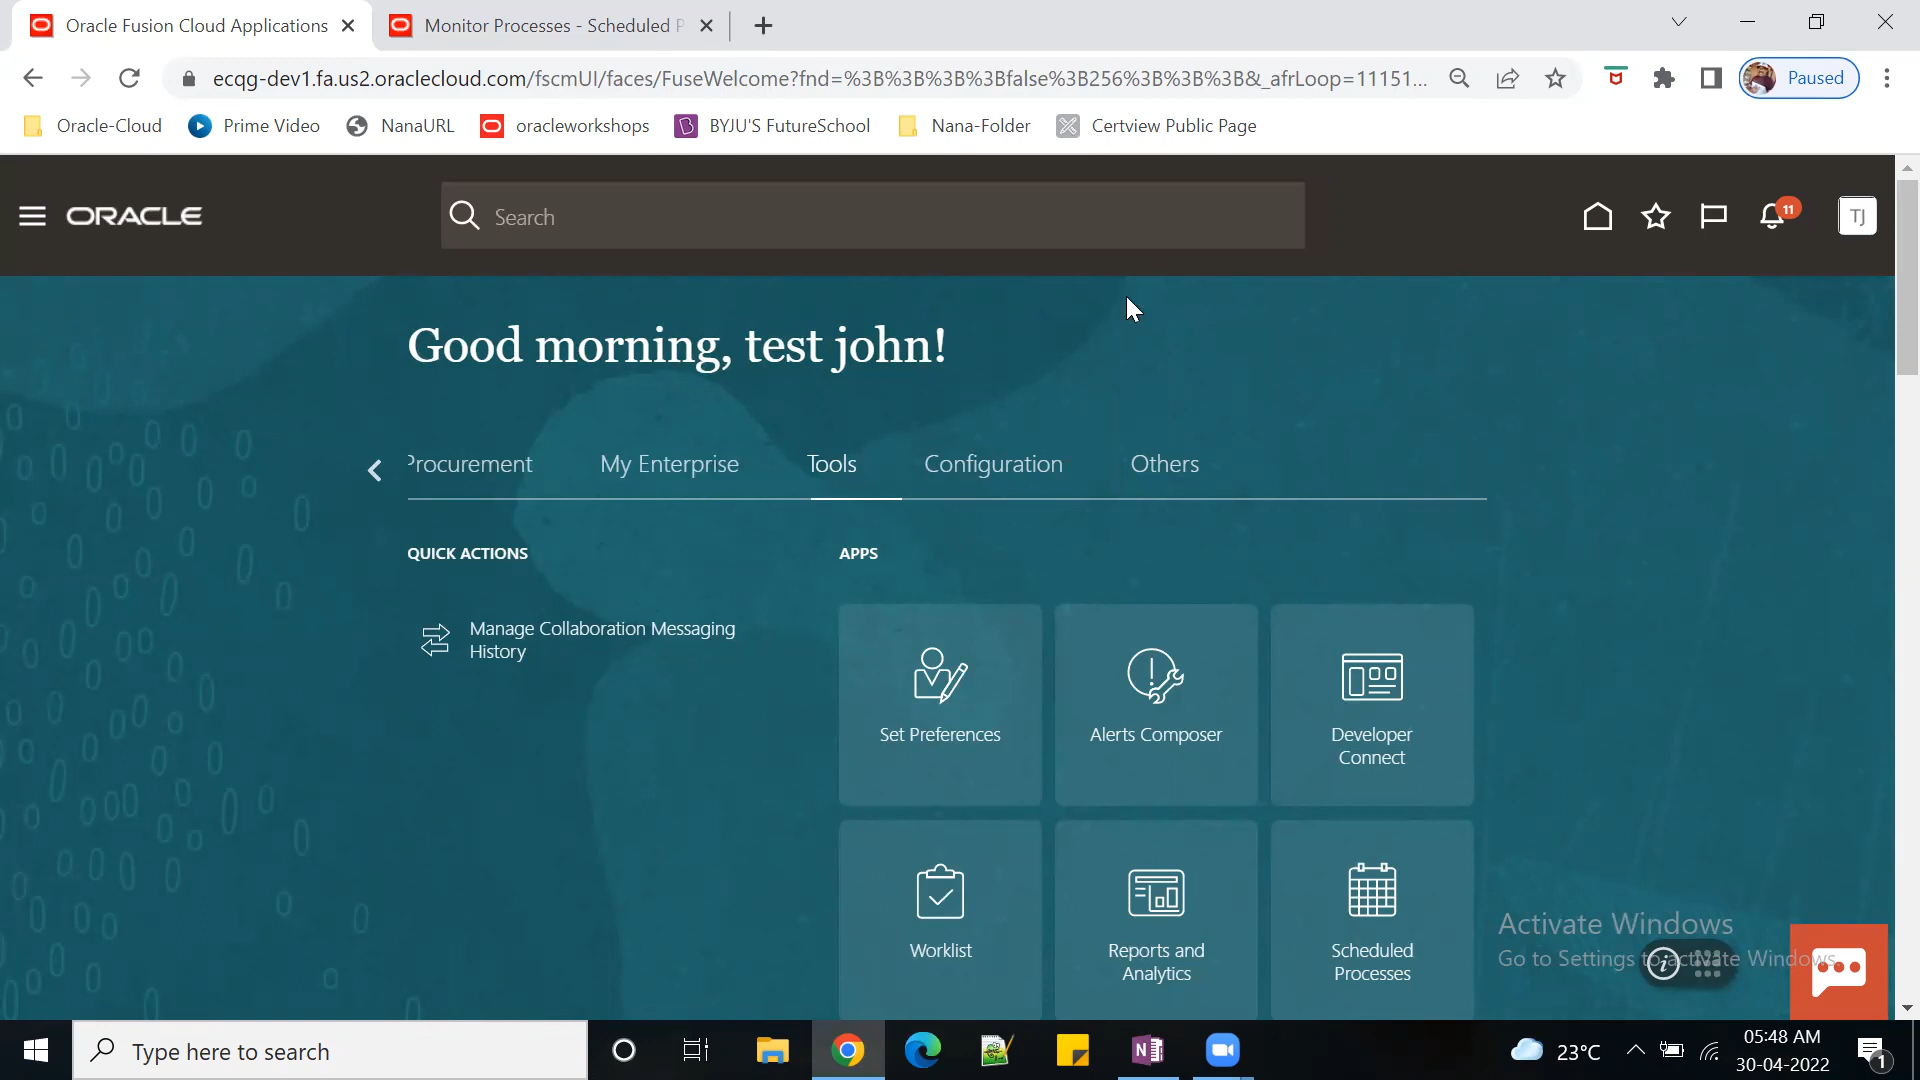 Oracle Fusion Cloud Applications
Monitor Processes - Scheduled P
ecqg-dev1.fa.us2.oraclecloud.com/fscmUI/faces/FuseWelcome?fnd=%3B%3B%3B%3Bfalse%3B256%3B%3B%3B&_afrLoop=11151...
Paused
Oracle-Cloud
Prime Video
NanaURL
oracleworkshops
BYJU'S FutureSchool
Nana-Folder
Certview Public Page
ORACLE
Search
11
TJ
Good morning, test john!
Procurement
My Enterprise
Tools
Configuration
Others
QUICK ACTIONS
APPS
Manage Collaboration Messaging
History
Set Preferences
Alerts Composer
Developer
Connect
Worklist
Reports and
Analytics
Scheduled
Processes
Activate Windows
Go to Settings to activate Windows.
Type here to search
23°C
05:48 AM
30-04-2022
1